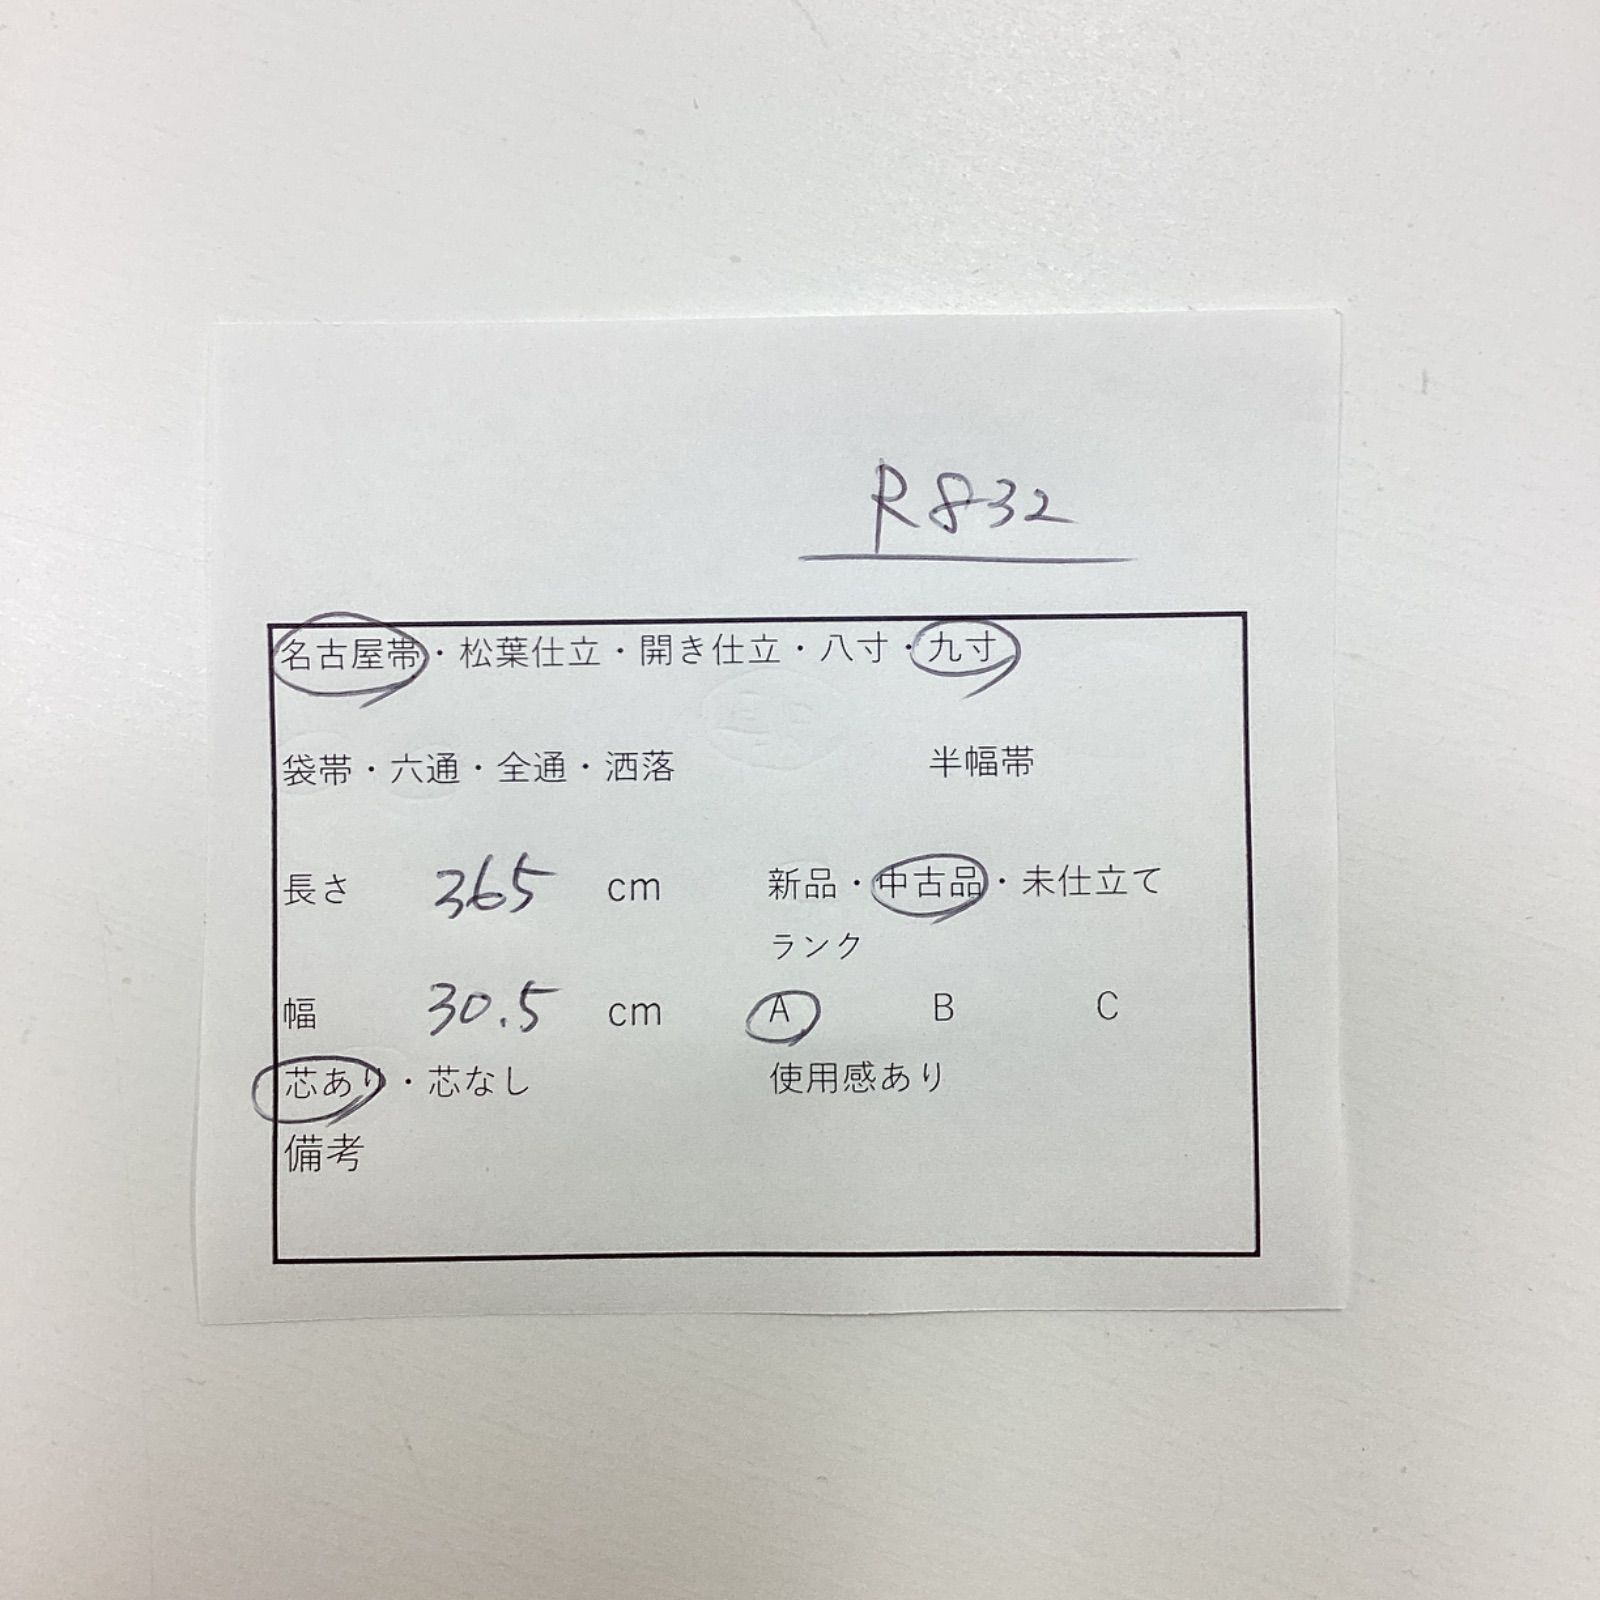 R832
名古屋帯・松葉仕立・開き仕立・八寸・九寸
袋帯・六通・全通・洒落 半幅帯
長さ 365 cm 新品・中古品・未仕立て
ランク
幅 30.5 cm A B C
芯あり・芯なし 使用感あり
備考